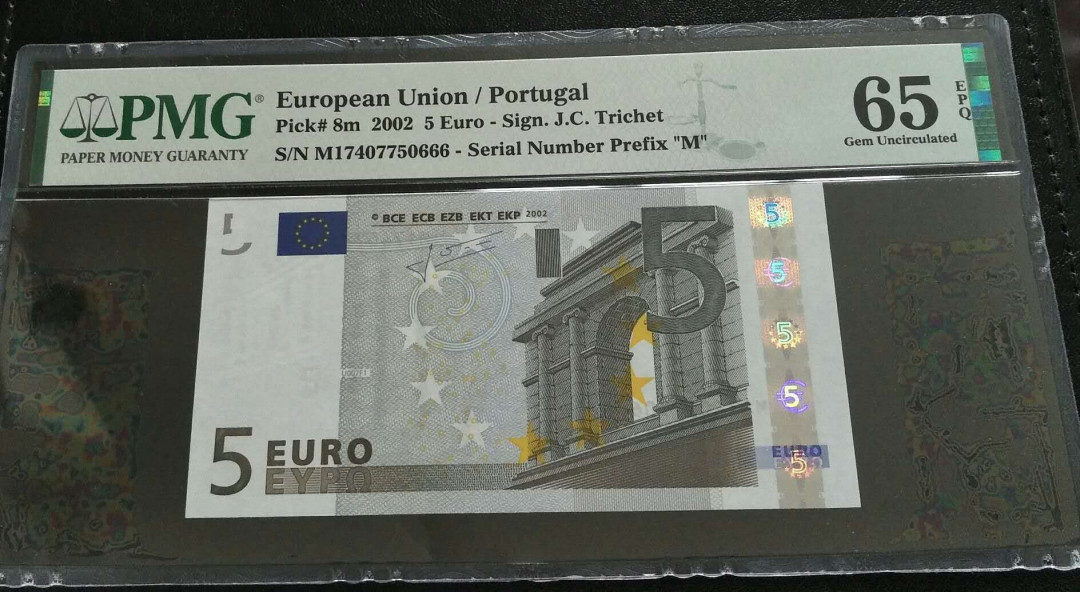 PMG®
PAPER MONEY GUARANTY
European Union / Portugal
Pick# 8m 2002 5 Euro - Sign. J.C. Trichet
S/N M17407750666 - Serial Number Prefix "M"
65
EPQ
Gem Uncirculated
© BCE ECB EZB EKT EKP 2002
5
5
5
5
5
5 EURO
ΕΥΡΩ
EURO
5